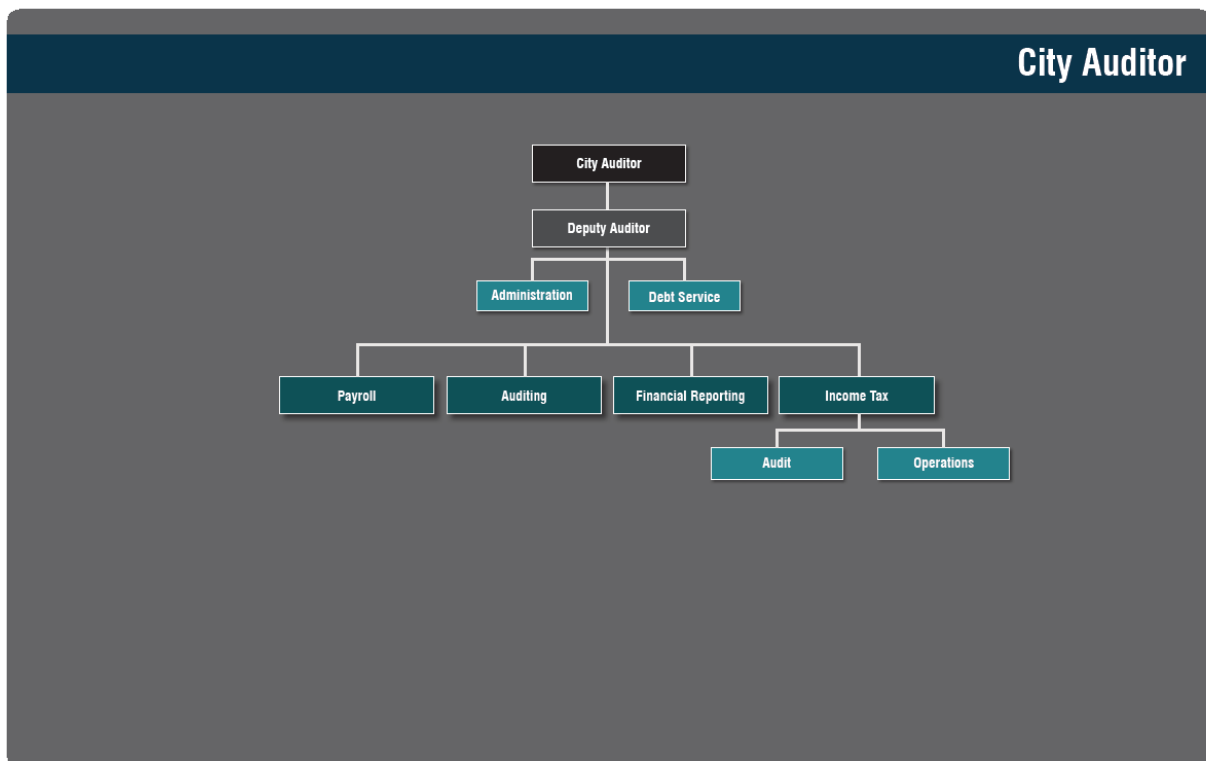 City Auditor
City Auditor
Deputy Auditor
Administration
Debt Service
Payroll
Auditing
Financial Reporting
Income Tax
Audit
Operations